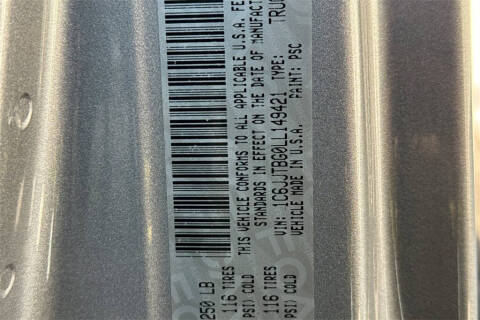 250 LB
116 TIRES
PSI) COLD
THIS VEHICLE CONFORMS TO ALL APPLICABLE U.S.A. FE
STANDARDS IN EFFECT ON THE DATE OF MANUFACT
VIN: 1C6JJTBG0LL149421 TYPE: TRUC
VEHICLE MADE IN U.S.A. PAINT: PSC
116 TIRES
PSI) COLD